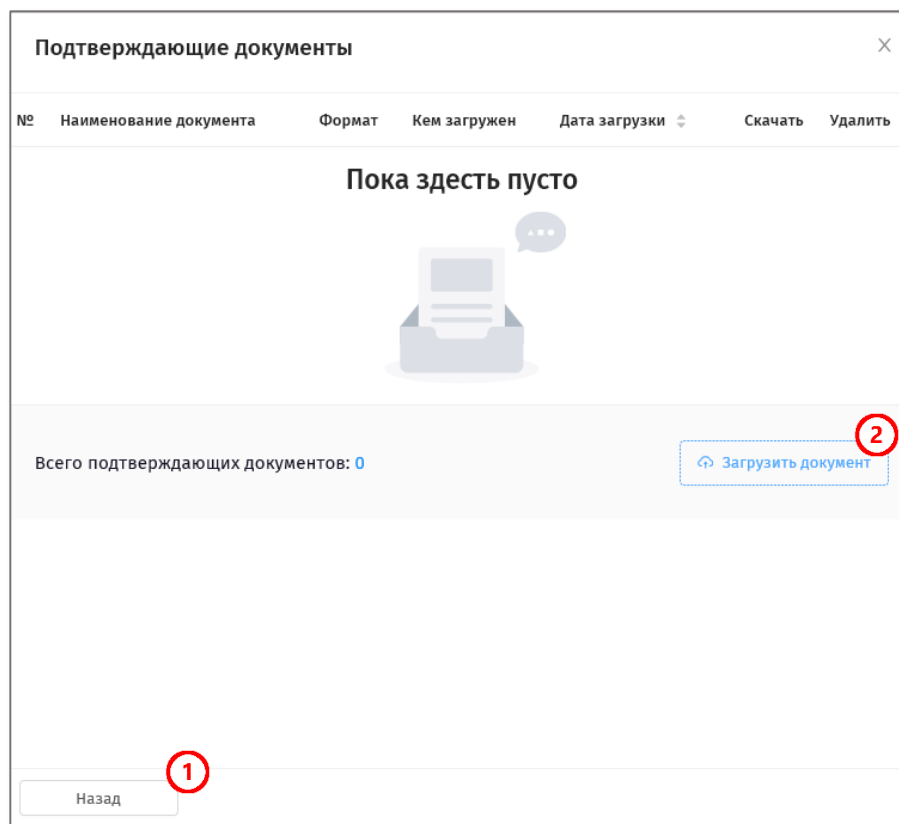 Подтверждающие документы
№ Наименование документа Формат Кем загружен Дата загрузки Скачать Удалить
Пока здесть пусто
2
Всего подтверждающих документов: 0 Загрузить документ
1
Назад